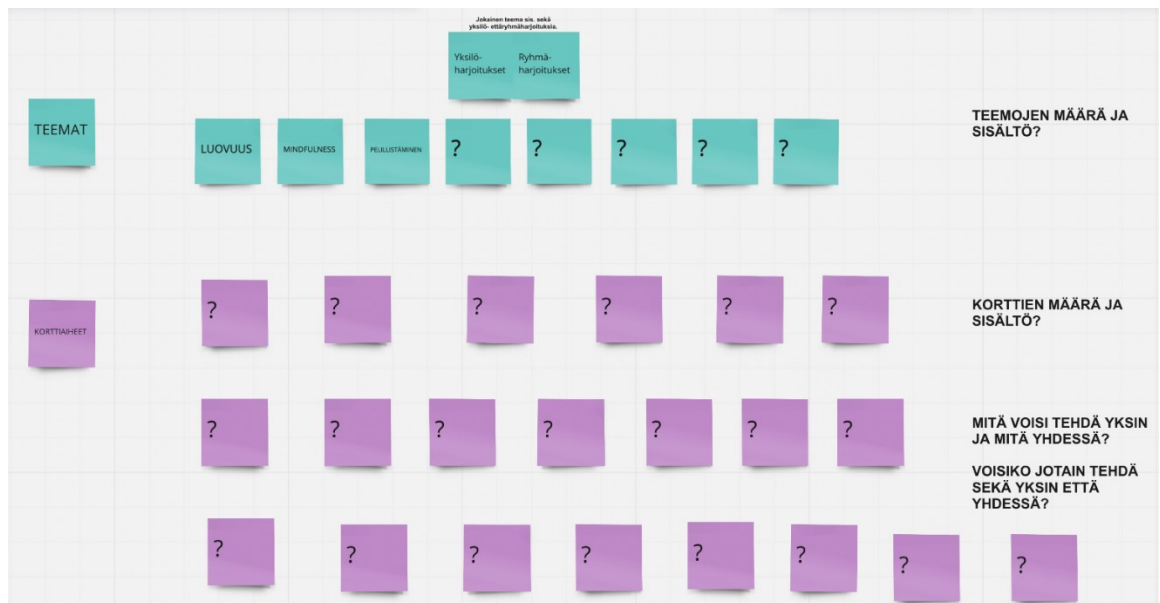 Jokainen teema sis. sekä
yksilö- ettäryhmäharjoituksia.
Yksilö-
harjoitukset
Ryhmä-
harjoitukset
TEEMAT
LUOVUUS
MINDFULNESS
PELILLISTÄMINEN
?
?
?
?
?
TEEMOJEN MÄÄRÄ JA
SISÄLTÖ?
KORTTIAIHEET
?
?
?
?
?
?
KORTTIEN MÄÄRÄ JA
SISÄLTÖ?
?
?
?
?
?
?
?
MITÄ VOISI TEHDÄ YKSIN
JA MITÄ YHDESSÄ?
VOISIKO JOTAIN TEHDÄ
SEKÄ YKSIN ETTÄ
YHDESSÄ?
?
?
?
?
?
?
?
?